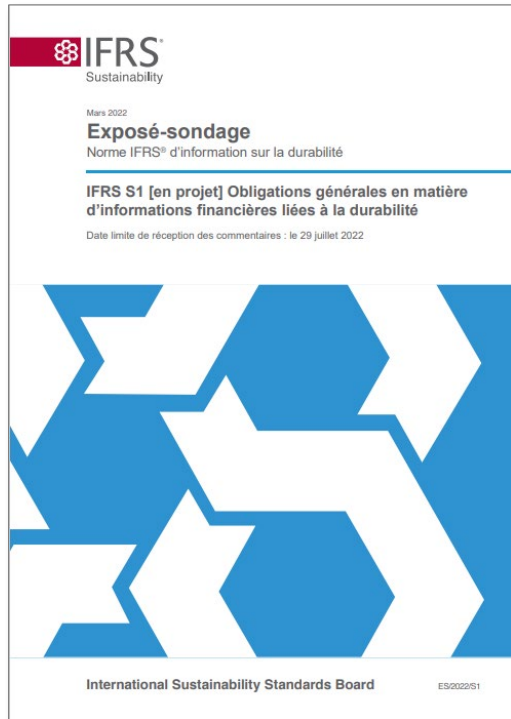 IFRS®
Sustainability
Mars 2022
Exposé-sondage
Norme IFRS® d'information sur la durabilité
IFRS S1 [en projet] Obligations générales en matière
d'informations financières liées à la durabilité
Date limite de réception des commentaires : le 29 juillet 2022
International Sustainability Standards Board
ES/2022/S1